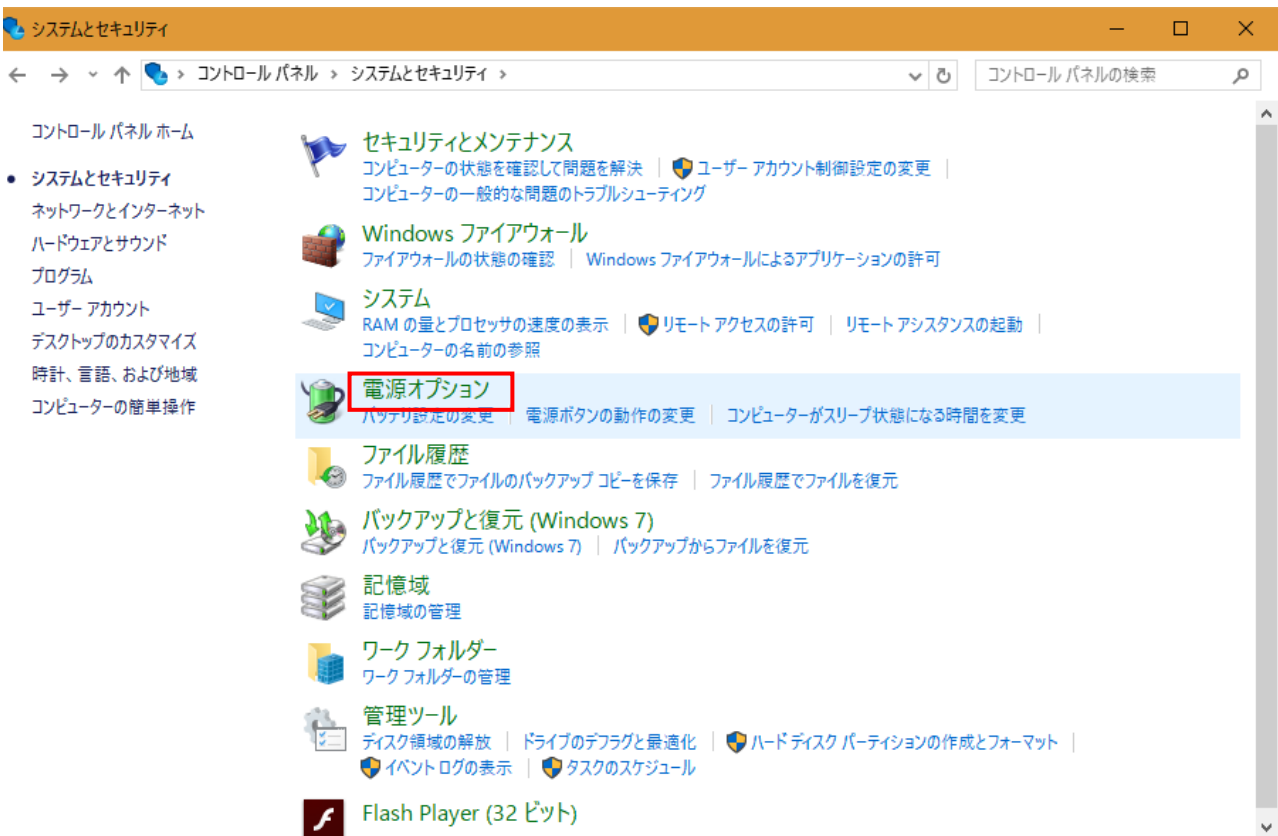 システムとセキュリティ
コントロール パネル › システムとセキュリティ ›
コントロール パネルの検索
コントロール パネル ホーム
システムとセキュリティ
ネットワークとインターネット
ハードウェアとサウンド
プログラム
ユーザー アカウント
デスクトップのカスタマイズ
時計、言語、および地域
コンピューターの簡単操作
セキュリティとメンテナンス
コンピューターの状態を確認して問題を解決 | ユーザー アカウント制御設定の変更 |
コンピューターの一般的な問題のトラブルシューティング
Windows ファイアウォール
ファイアウォールの状態の確認 | Windows ファイアウォールによるアプリケーションの許可
システム
RAM の量とプロセッサの速度の表示 | リモート アクセスの許可 | リモート アシスタンスの起動 |
コンピューターの名前の参照
電源オプション
バッテリ設定の変更 | 電源ボタンの動作の変更 | コンピューターがスリープ状態になる時間を変更
ファイル履歴
ファイル履歴でファイルのバックアップ コピーを保存 | ファイル履歴でファイルを復元
バックアップと復元 (Windows 7)
バックアップと復元 (Windows 7) | バックアップからファイルを復元
記憶域
記憶域の管理
ワーク フォルダー
ワーク フォルダーの管理
管理ツール
ディスク領域の解放 | ドライブのデフラグと最適化 | ハード ディスク パーティションの作成とフォーマット |
イベント ログの表示 | タスクのスケジュール
Flash Player (32 ビット)